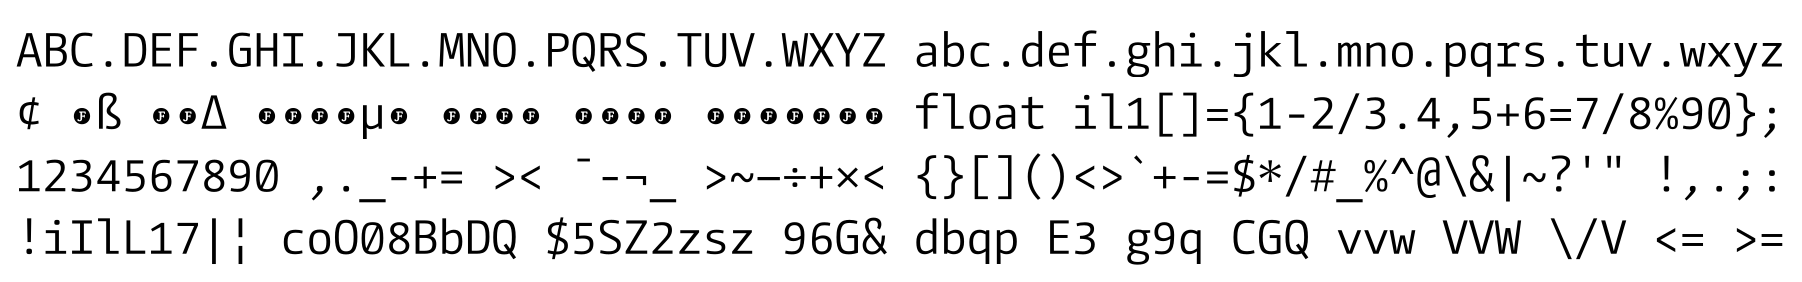 ABC.DEF.GHI.JKL.MNO.PQRS.TUV.WXYZ abc.def.ghi.jkl.mno.pqrs.tuv.wxyz
¢ ß Δ µ float il1[]={1-2/3.4,5+6=7/8%90};
1234567890 ,._-+= >< ¯-¬_ >~–÷+×< {}[]()<>`+-=$*/#_%^@\&|~?'" !,.;:
!iIlL17|¦ coO08BbDQ $5SZ2zsz 96G& dbqp E3 g9q CGQ vvw VVW \/V <= >=